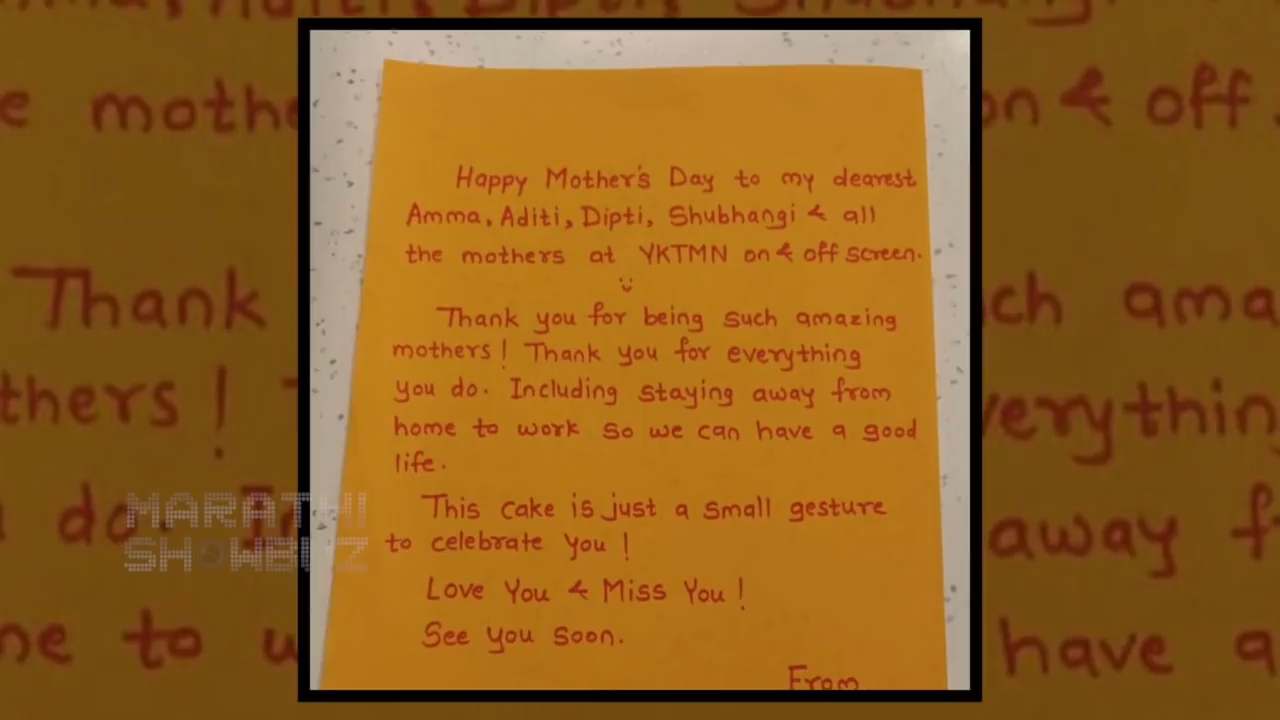 Happy Mother's Day to my dearest
Amma, Aditi, Dipti, Shubhangi & all
the mothers at YKTMN on & off screen.
Thank you for being such amazing
mothers! Thank you for everything
you do. Including staying away from
home to work so we can have a good
life.
This cake is just a small gesture
to celebrate you!
Love You & Miss You!
See you soon.
From
MARATHI
SHOWBUZ